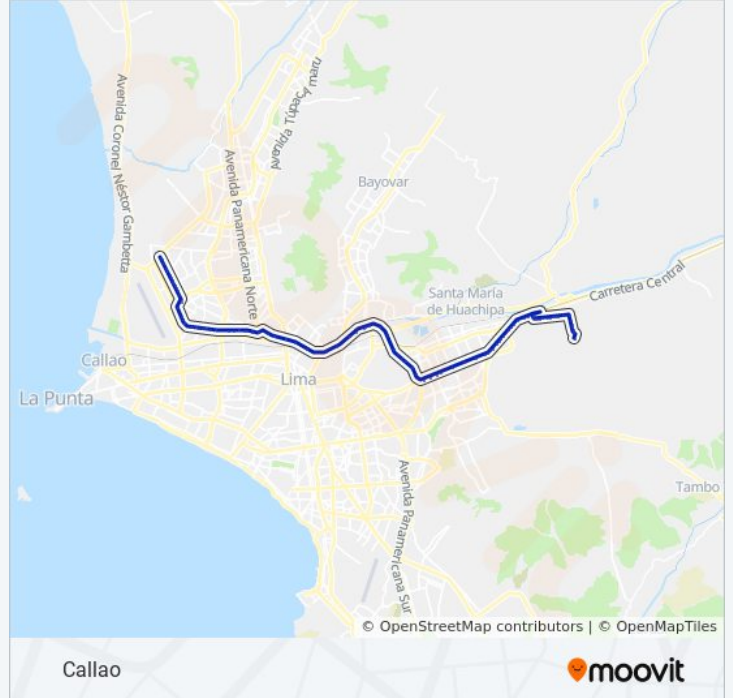 Avenida Túpac Amaru
Avenida Coronel Néstor Gambetta
Avenida Panamericana Norte
Bayovar
Carretera Central
Santa María
de Huachipa
Callao
Lima
La Punta
Avenida Panamericana Sur
Tambo
© OpenStreetMap contributors | © OpenMapTiles
Callao
moovit